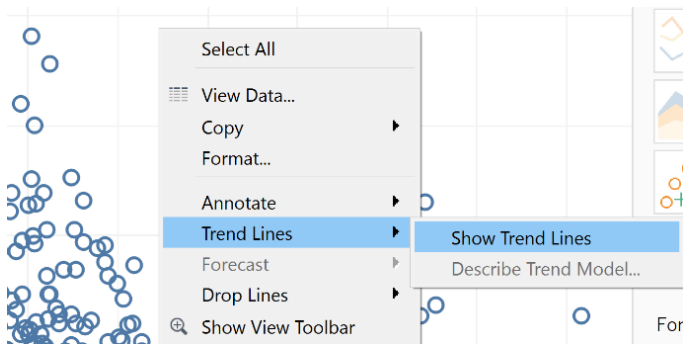 Select All
View Data...
Copy
Format...
Annotate
Trend Lines
Show Trend Lines
Forecast
Describe Trend Model...
Drop Lines
Show View Toolbar
For